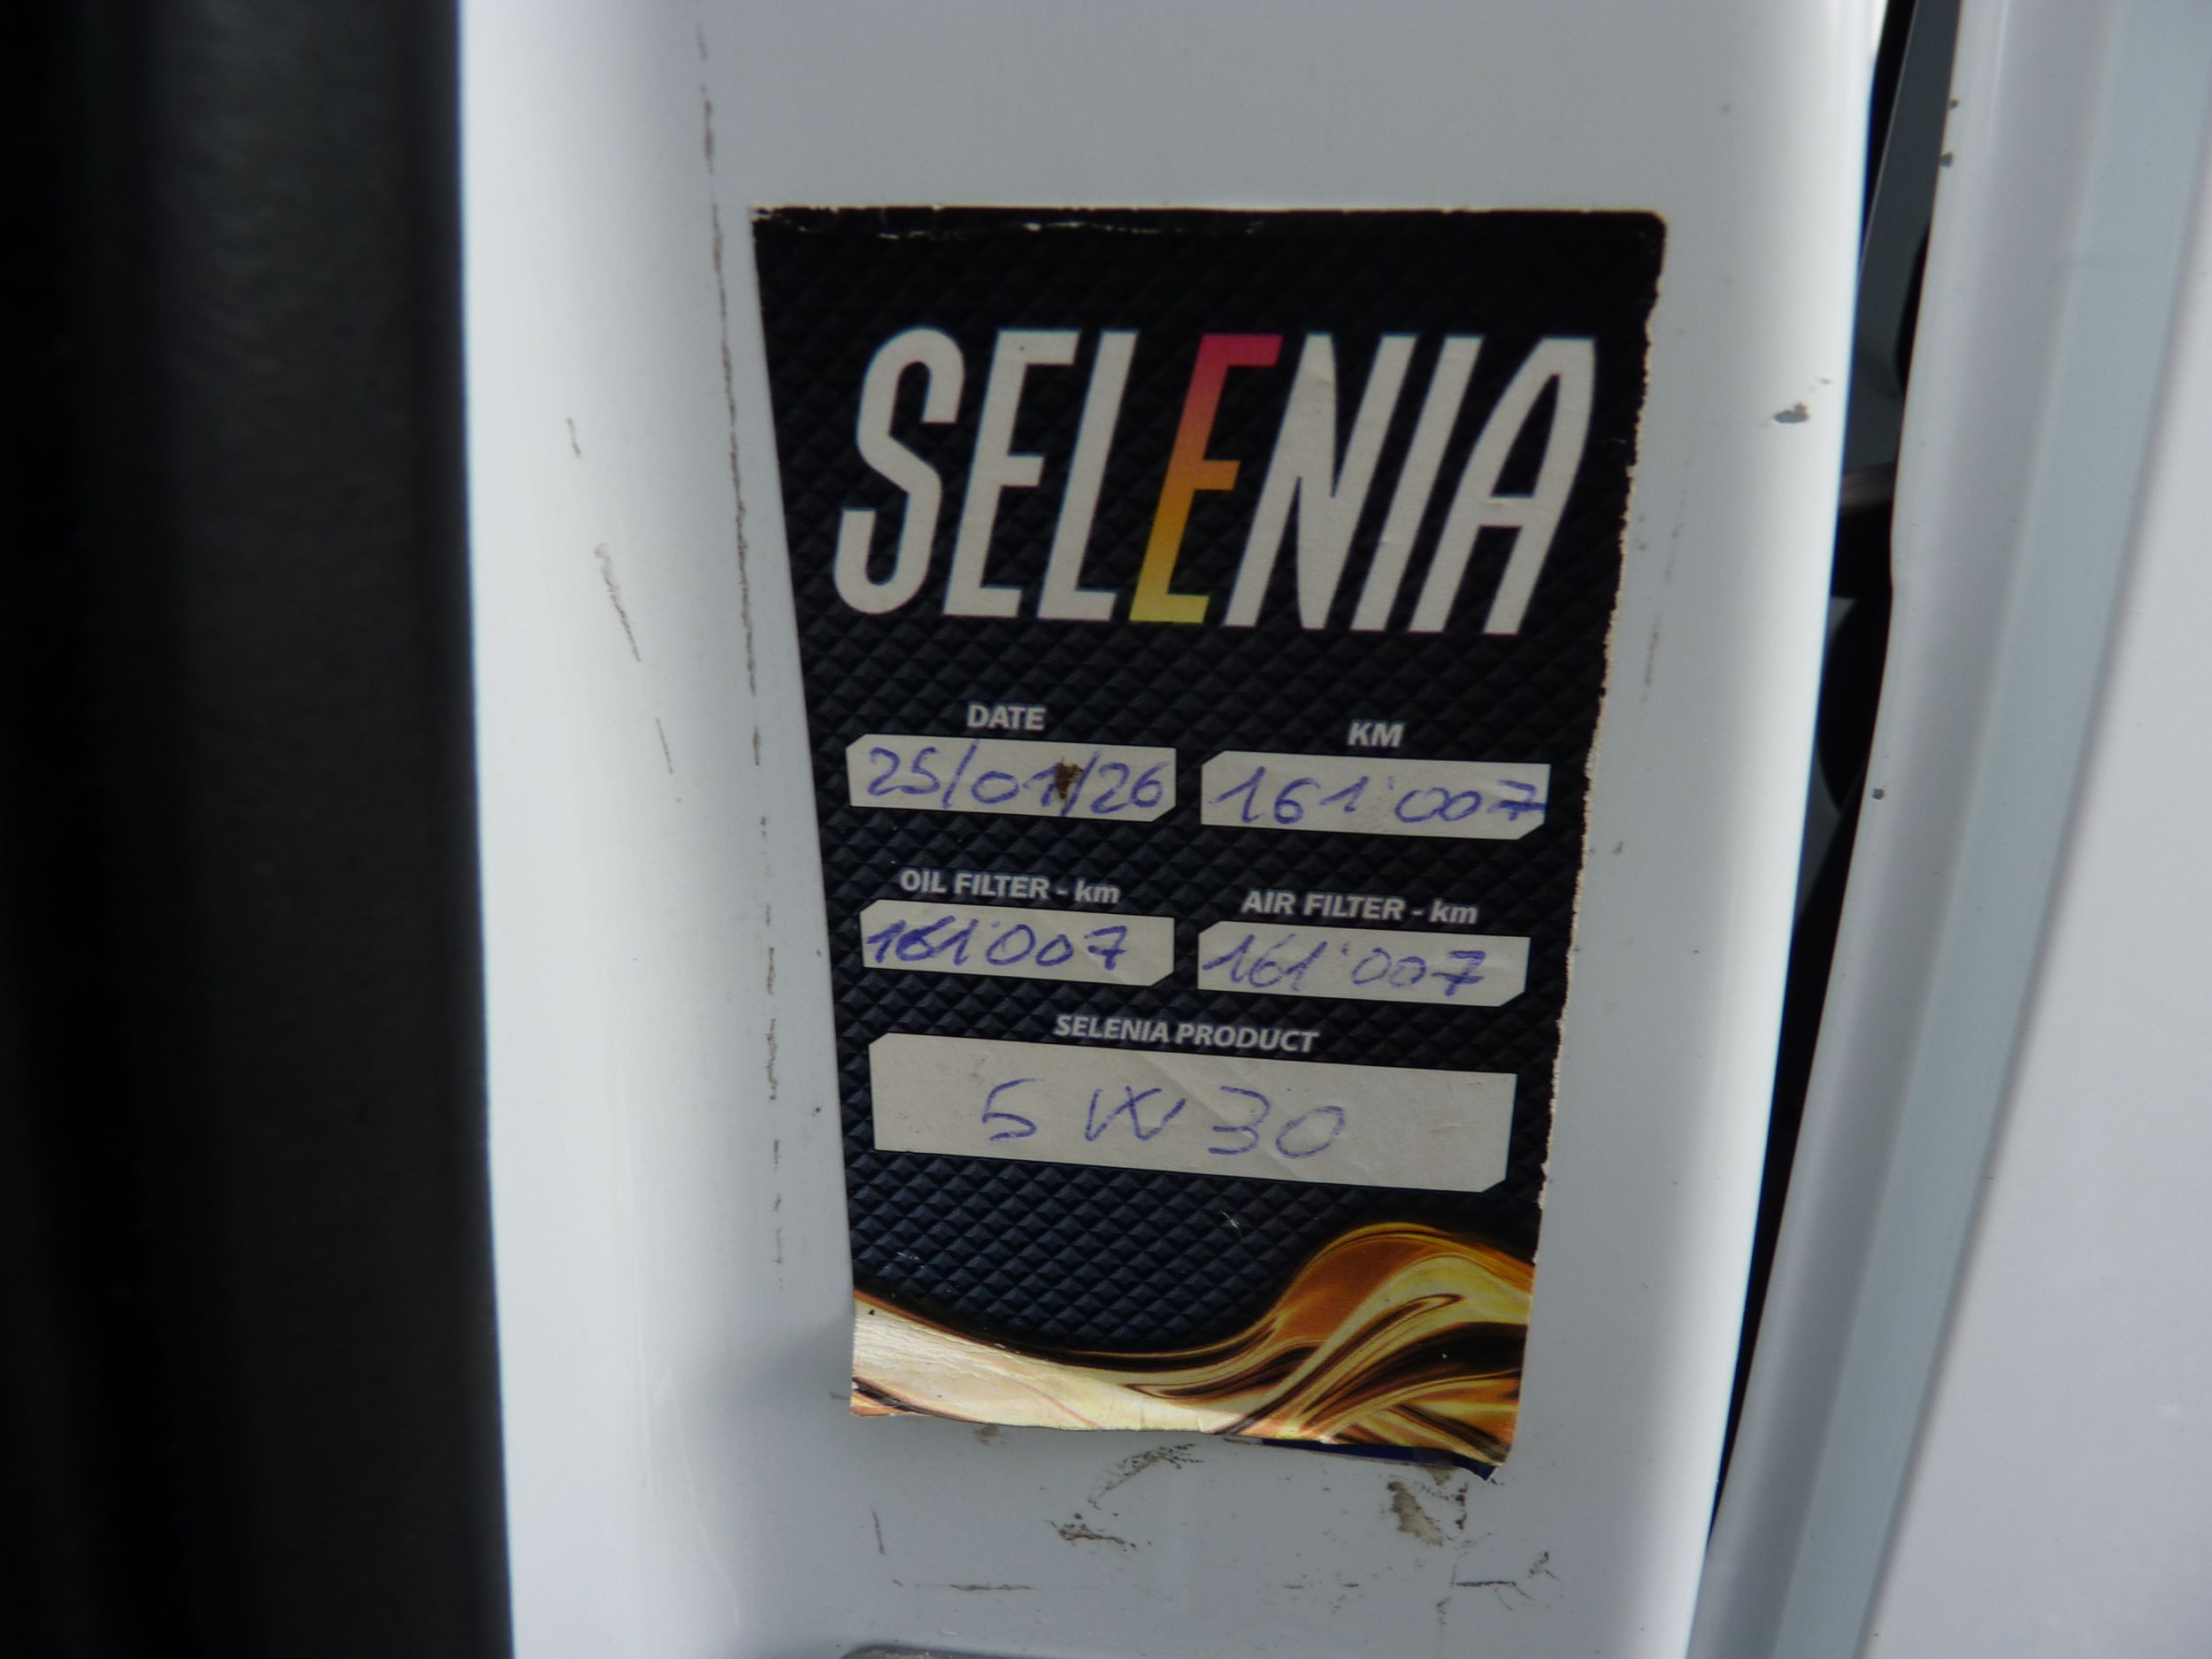 SELENIA
DATE KM
25/01/26 161'007
OIL FILTER - km AIR FILTER - km
161'007 161'007
SELENIA PRODUCT
5W30